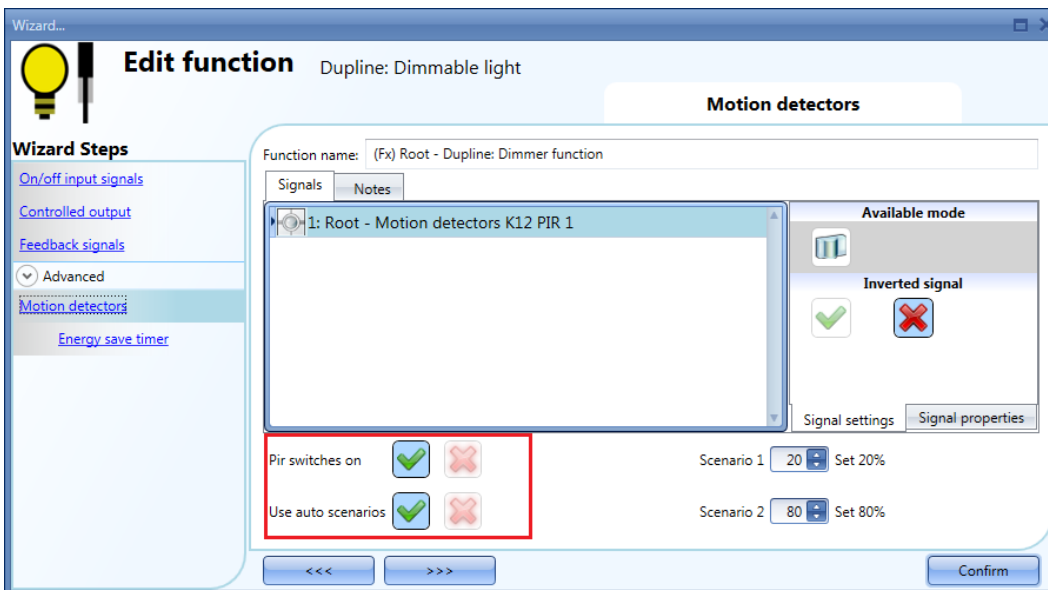 Wizard...
Edit function Dupline: Dimmable light
Motion detectors
Wizard Steps
On/off input signals
Controlled output
Feedback signals
Advanced
Motion detectors
Energy save timer
Function name: (Fx) Root - Dupline: Dimmer function
Signals Notes
1: Root - Motion detectors K12 PIR 1
Available mode
Inverted signal
Signal settings Signal properties
Pir switches on
Scenario 1 20 Set 20%
Use auto scenarios
Scenario 2 80 Set 80%
<<< >>> Confirm